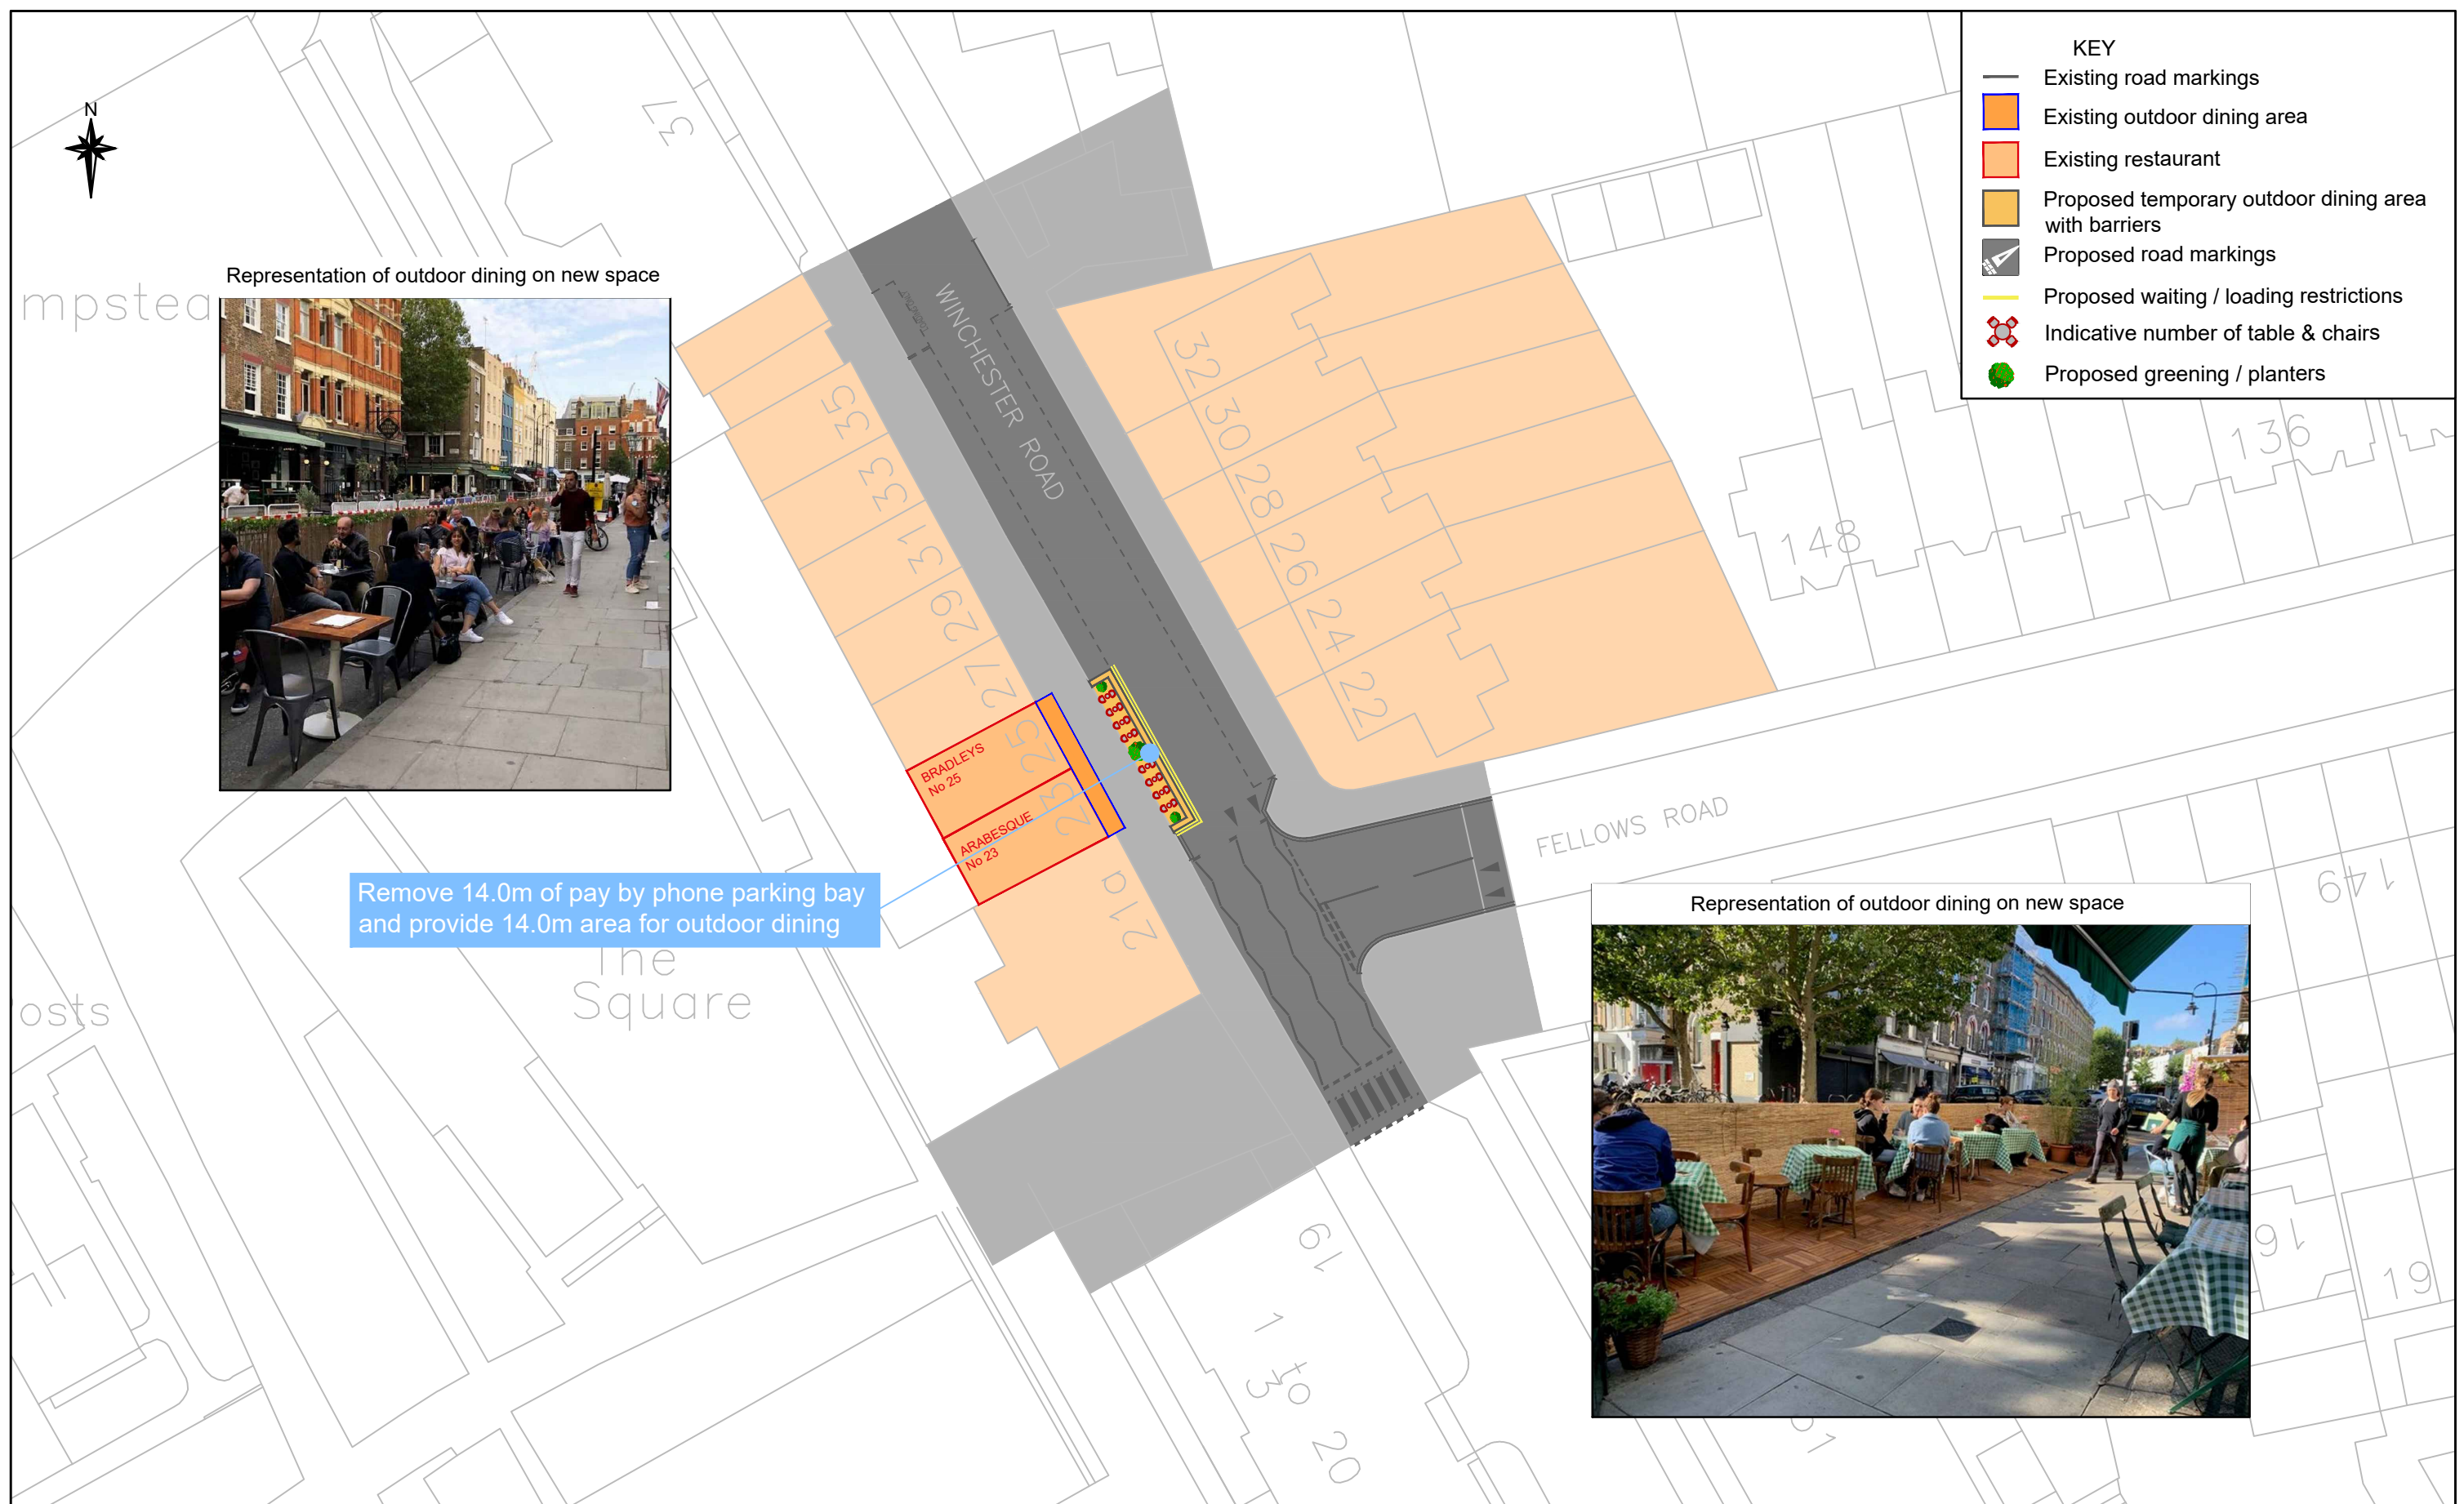 KEY
Existing road markings
Existing outdoor dining area
Existing restaurant
Proposed temporary outdoor dining area
with barriers
Proposed road markings
Proposed waiting / loading restrictions
Indicative number of table & chairs
Proposed greening / planters
N
37
mpstea
Representation of outdoor dining on new space
WINCHESTER ROAD
35
33
31
29
27
25
23
21a
32
30
28
26
24
22
136
148
BRADLEYS
No 25
ARABESQUE
No 23
FELLOWS ROAD
149
Remove 14.0m of pay by phone parking bay
and provide 14.0m area for outdoor dining
The
Square
osts
Representation of outdoor dining on new space
19
1 to 20
3
16
19